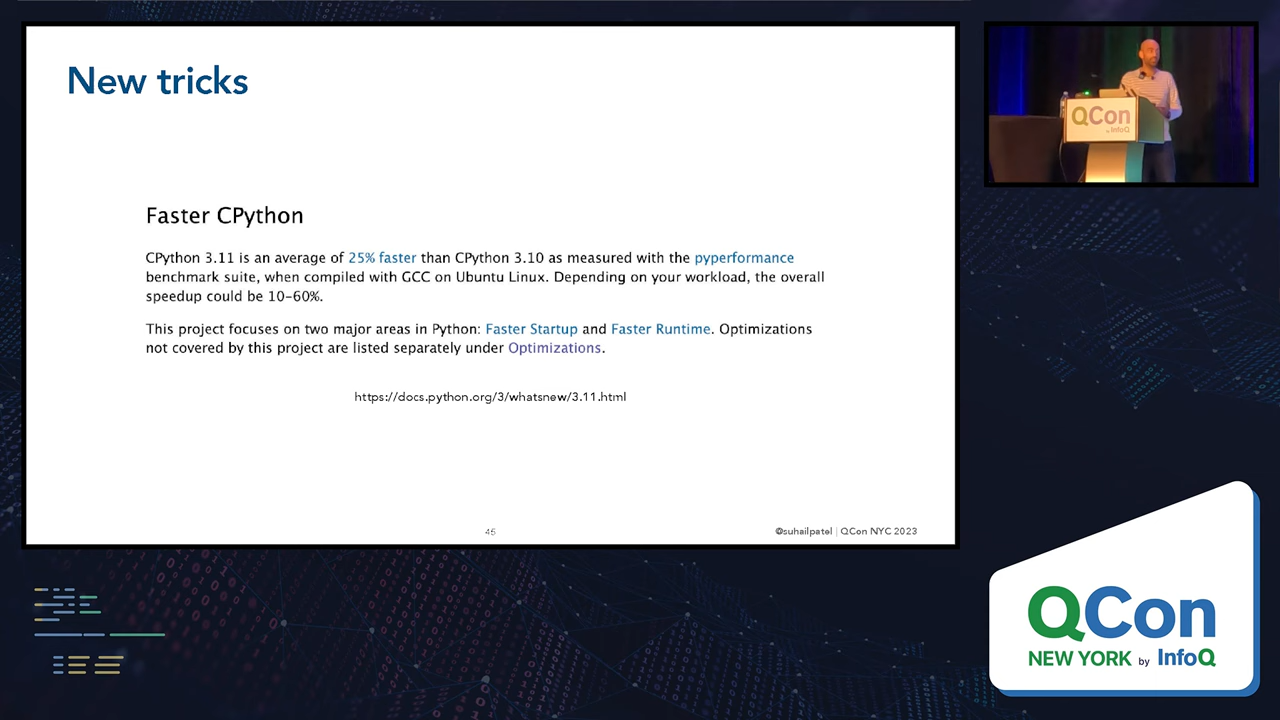 New tricks
Faster CPython
CPython 3.11 is an average of 25% faster than CPython 3.10 as measured with the pyperformance
benchmark suite, when compiled with GCC on Ubuntu Linux. Depending on your workload, the overall
speedup could be 10–60%.
This project focuses on two major areas in Python: Faster Startup and Faster Runtime. Optimizations
not covered by this project are listed separately under Optimizations.
https://docs.python.org/3/whatsnew/3.11.html
45
@suhailpatel | QCon NYC 2023
QCon
by InfoQ
QCon
NEW YORK by InfoQ